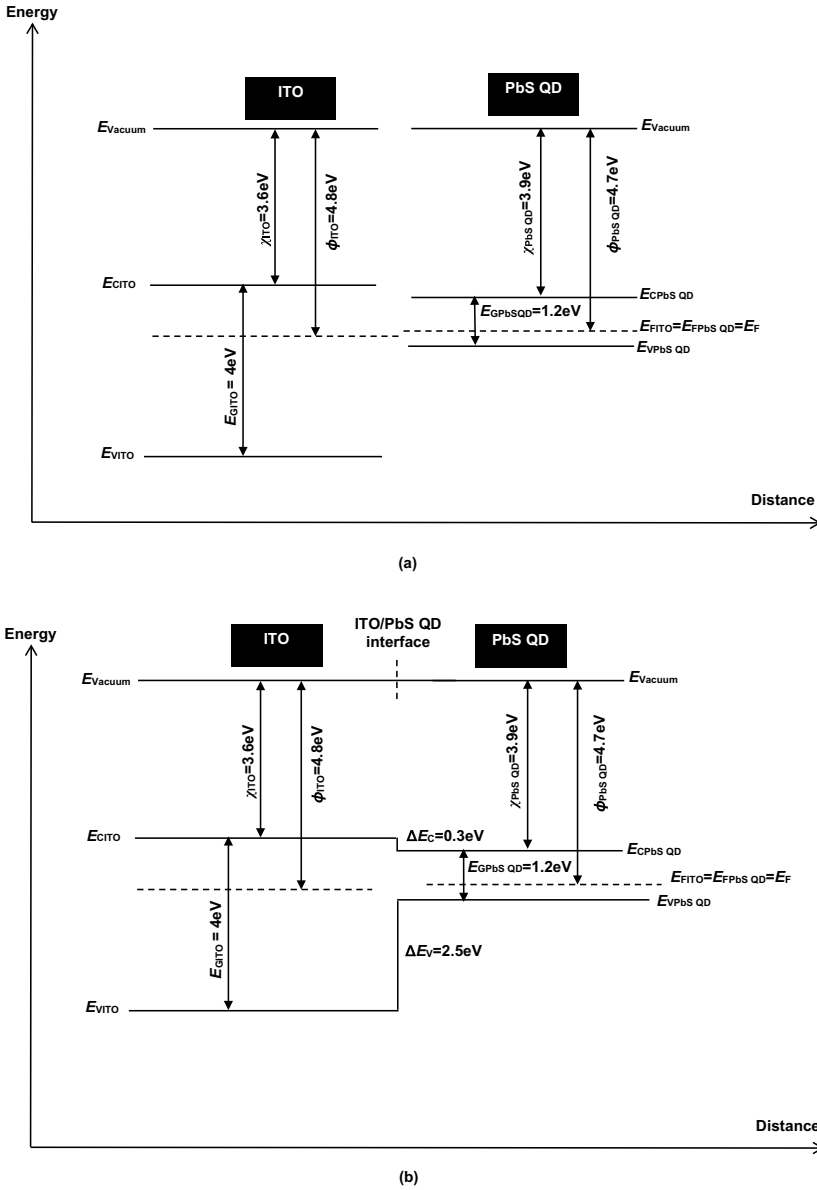 Energy
ITO
PbS QD
EVacuum
EVacuum
χITO=3.6eV
ϕITO=4.8eV
χPbS QD=3.9eV
ϕPbS QD=4.7eV
ECITO
ECPbS QD
EGPbSQD=1.2eV
EFITO=EFPbS QD=EF
EVPbS QD
EGITO = 4eV
EVITO
Distance
(a)
Energy
ITO
ITO/PbS QD
interface
PbS QD
EVacuum
EVacuum
χITO=3.6eV
ϕITO=4.8eV
χPbS QD=3.9eV
ϕPbS QD=4.7eV
ECITO
ΔEC=0.3eV
ECPbS QD
EGPbS QD=1.2eV
EFITO=EFPbS QD=EF
EVPbS QD
EGITO = 4eV
ΔEV=2.5eV
EVITO
Distance
(b)